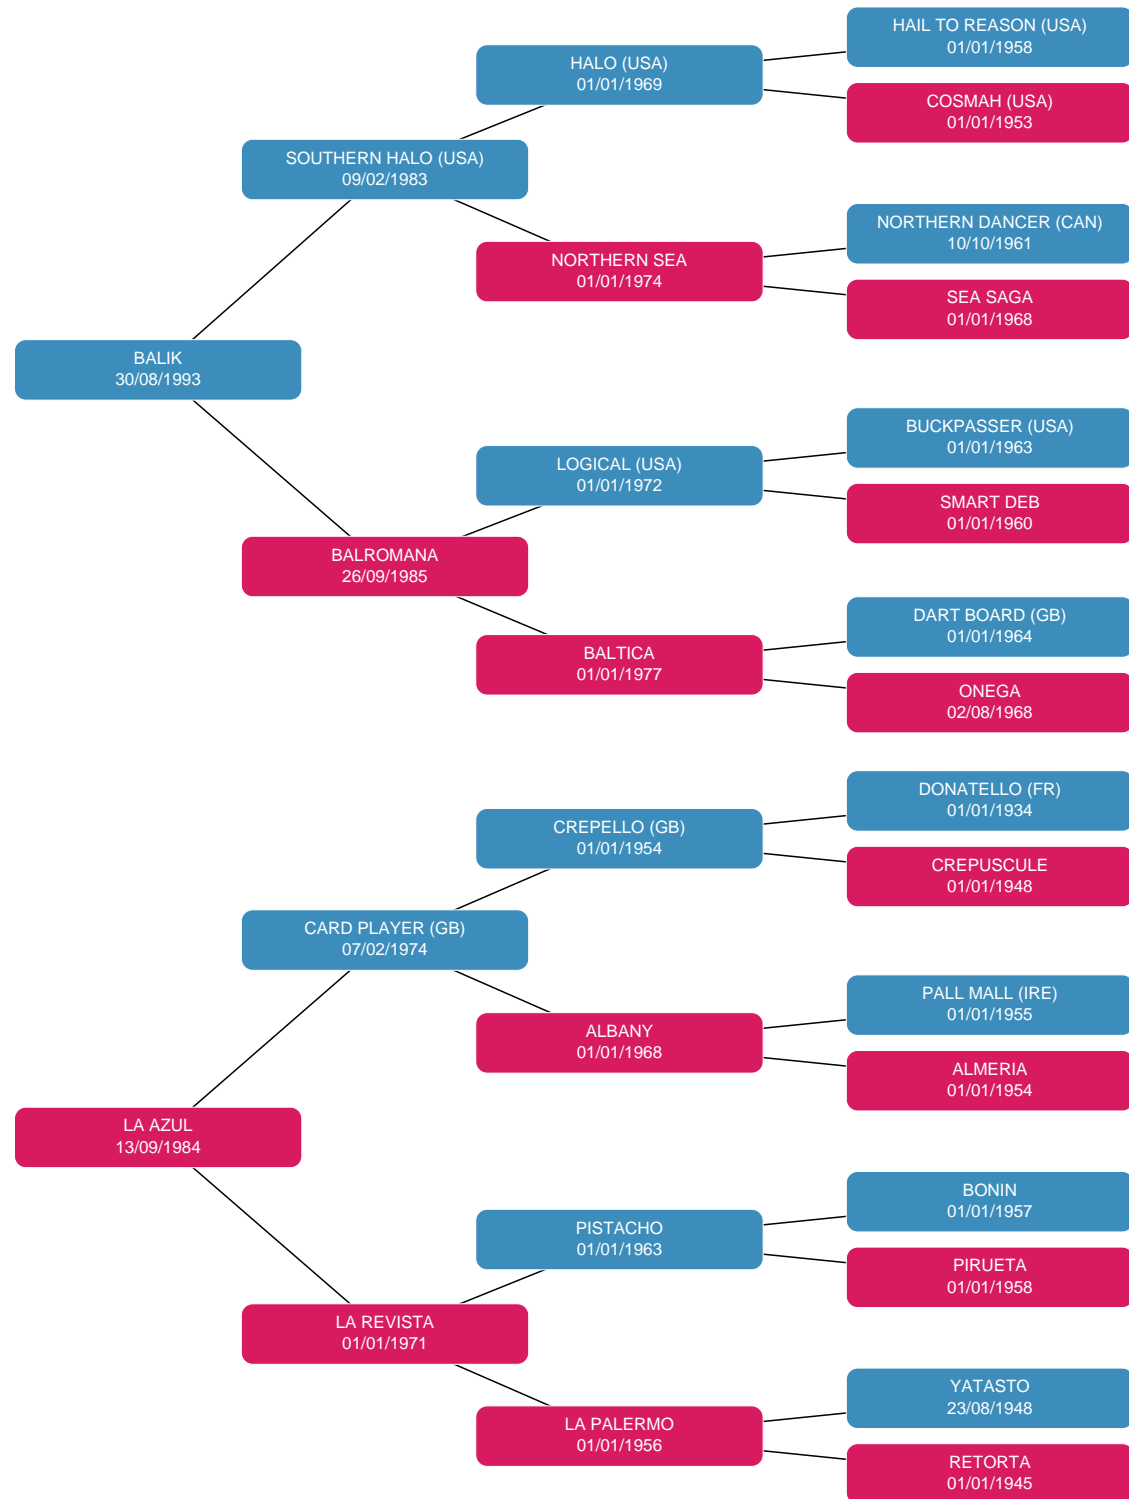 HAIL TO REASON (USA)
01/01/1958
HALO (USA)
01/01/1969
COSMAH (USA)
01/01/1953
SOUTHERN HALO (USA)
09/02/1983
NORTHERN DANCER (CAN)
10/10/1961
NORTHERN SEA
01/01/1974
SEA SAGA
01/01/1968
BALIK
30/08/1993
BUCKPASSER (USA)
01/01/1963
LOGICAL (USA)
01/01/1972
SMART DEB
01/01/1960
BALROMANA
26/09/1985
DART BOARD (GB)
01/01/1964
BALTICA
01/01/1977
ONEGA
02/08/1968
DONATELLO (FR)
01/01/1934
CREPELLO (GB)
01/01/1954
CREPUSCULE
01/01/1948
CARD PLAYER (GB)
07/02/1974
PALL MALL (IRE)
01/01/1955
ALBANY
01/01/1968
ALMERIA
01/01/1954
LA AZUL
13/09/1984
BONIN
01/01/1957
PISTACHO
01/01/1963
PIRUETA
01/01/1958
LA REVISTA
01/01/1971
YATASTO
23/08/1948
LA PALERMO
01/01/1956
RETORTA
01/01/1945